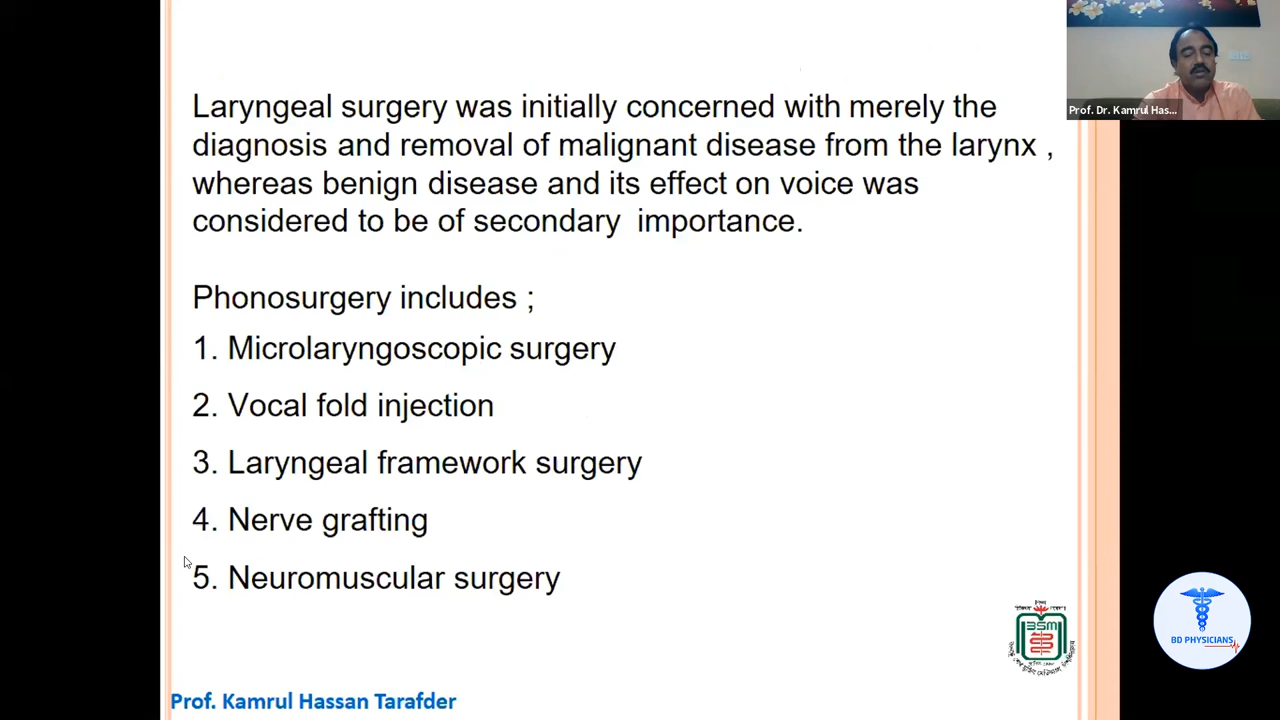 Laryngeal surgery was initially concerned with merely the
diagnosis and removal of malignant disease from the larynx ,
whereas benign disease and its effect on voice was
considered to be of secondary importance.
Phonosurgery includes ;
1. Microlaryngoscopic surgery
2. Vocal fold injection
3. Laryngeal framework surgery
4. Nerve grafting
5. Neuromuscular surgery
Prof. Kamrul Hassan Tarafder
Prof. Dr. Kamrul Has...
BSM
BD PHYSICIANS